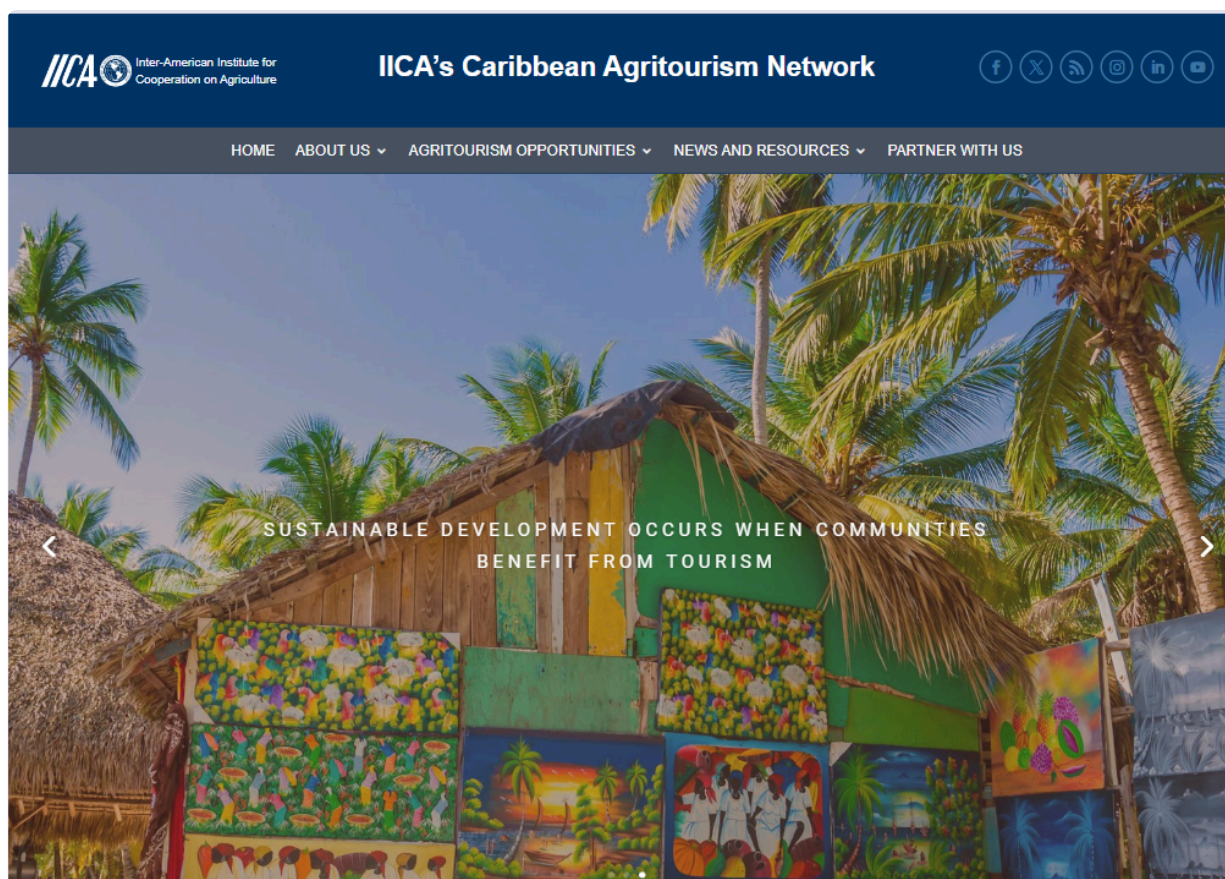 IICA
Inter-American Institute for
Cooperation on Agriculture
IICA's Caribbean Agritourism Network
HOME ABOUT US AGRITOURISM OPPORTUNITIES NEWS AND RESOURCES PARTNER WITH US
SUSTAINABLE DEVELOPMENT OCCURS WHEN COMMUNITIES
BENEFIT FROM TOURISM